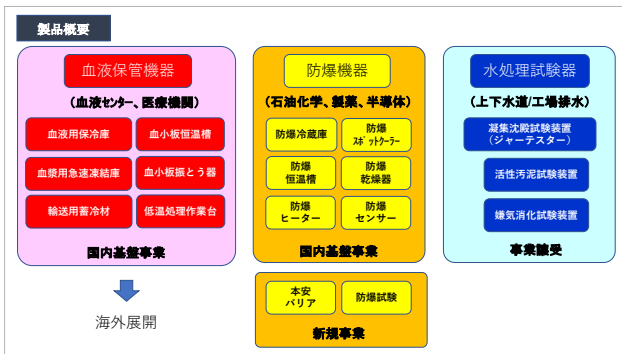 製品概要
血液保管機器
(血液センター、医療機関)
血液用保冷庫
血小板恒温槽
血漿用急速凍結庫
血小板振とう器
輸送用蓄冷材
低温処理作業台
国内基盤事業
海外展開
防爆機器
(石油化学、製薬、半導体)
防爆冷蔵庫
防爆
スポットクーラー
防爆
恒温槽
防爆
乾燥器
防爆
ヒーター
防爆
センサー
国内基盤事業
本安
バリア
防爆試験
新規事業
水処理試験器
(上下水道/工場排水)
凝集沈殿試験装置
(ジャーテスター)
活性汚泥試験装置
嫌気消化試験装置
事業譲受